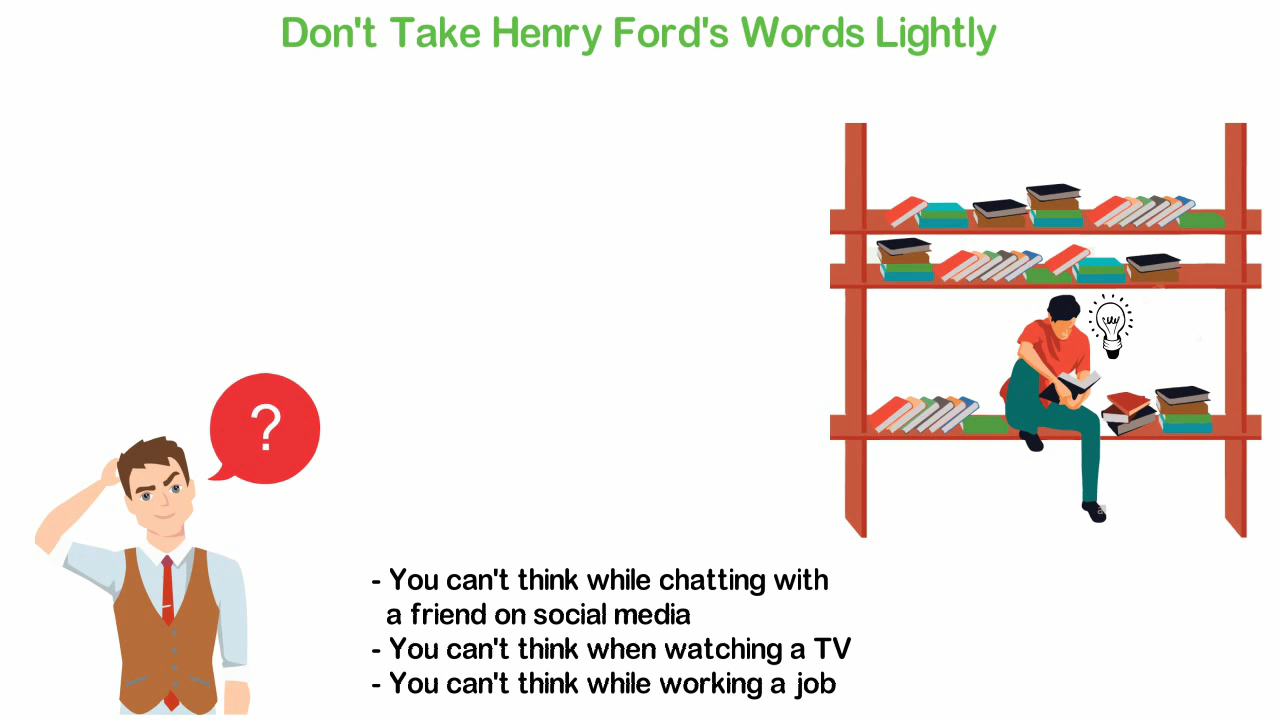 Don't Take Henry Ford's Words Lightly
?
- You can't think while chatting with
a friend on social media
- You can't think when watching a TV
- You can't think while working a job